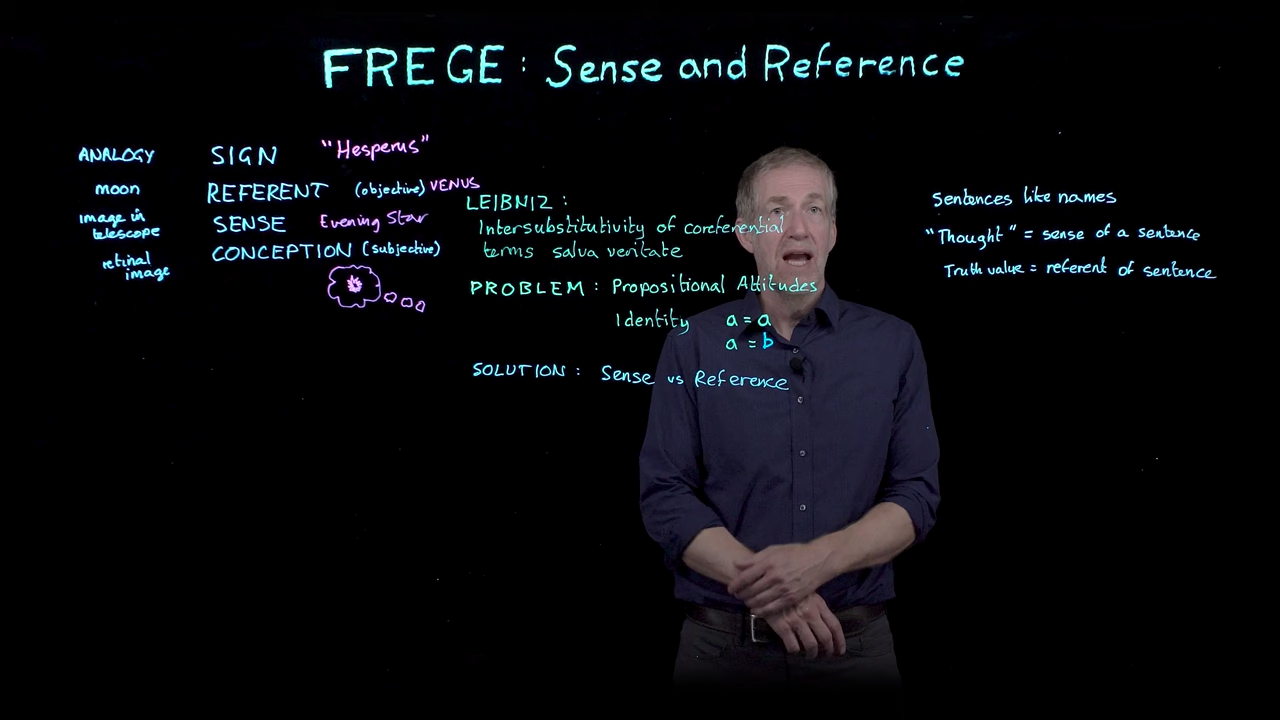 FREGE : Sense and Reference
ANALOGY SIGN "Hesperus"
moon REFERENT (objective) VENUS
image in telescope SENSE Evening Star
retinal image CONCEPTION (subjective)
LEIBNIZ :
Intersubstitutivity of coreferential
terms salva veritate
PROBLEM : Propositional Attitudes
Identity a = a
a = b
SOLUTION : Sense vs Reference
Sentences like names
"Thought" = sense of a sentence
Truth value = referent of sentence